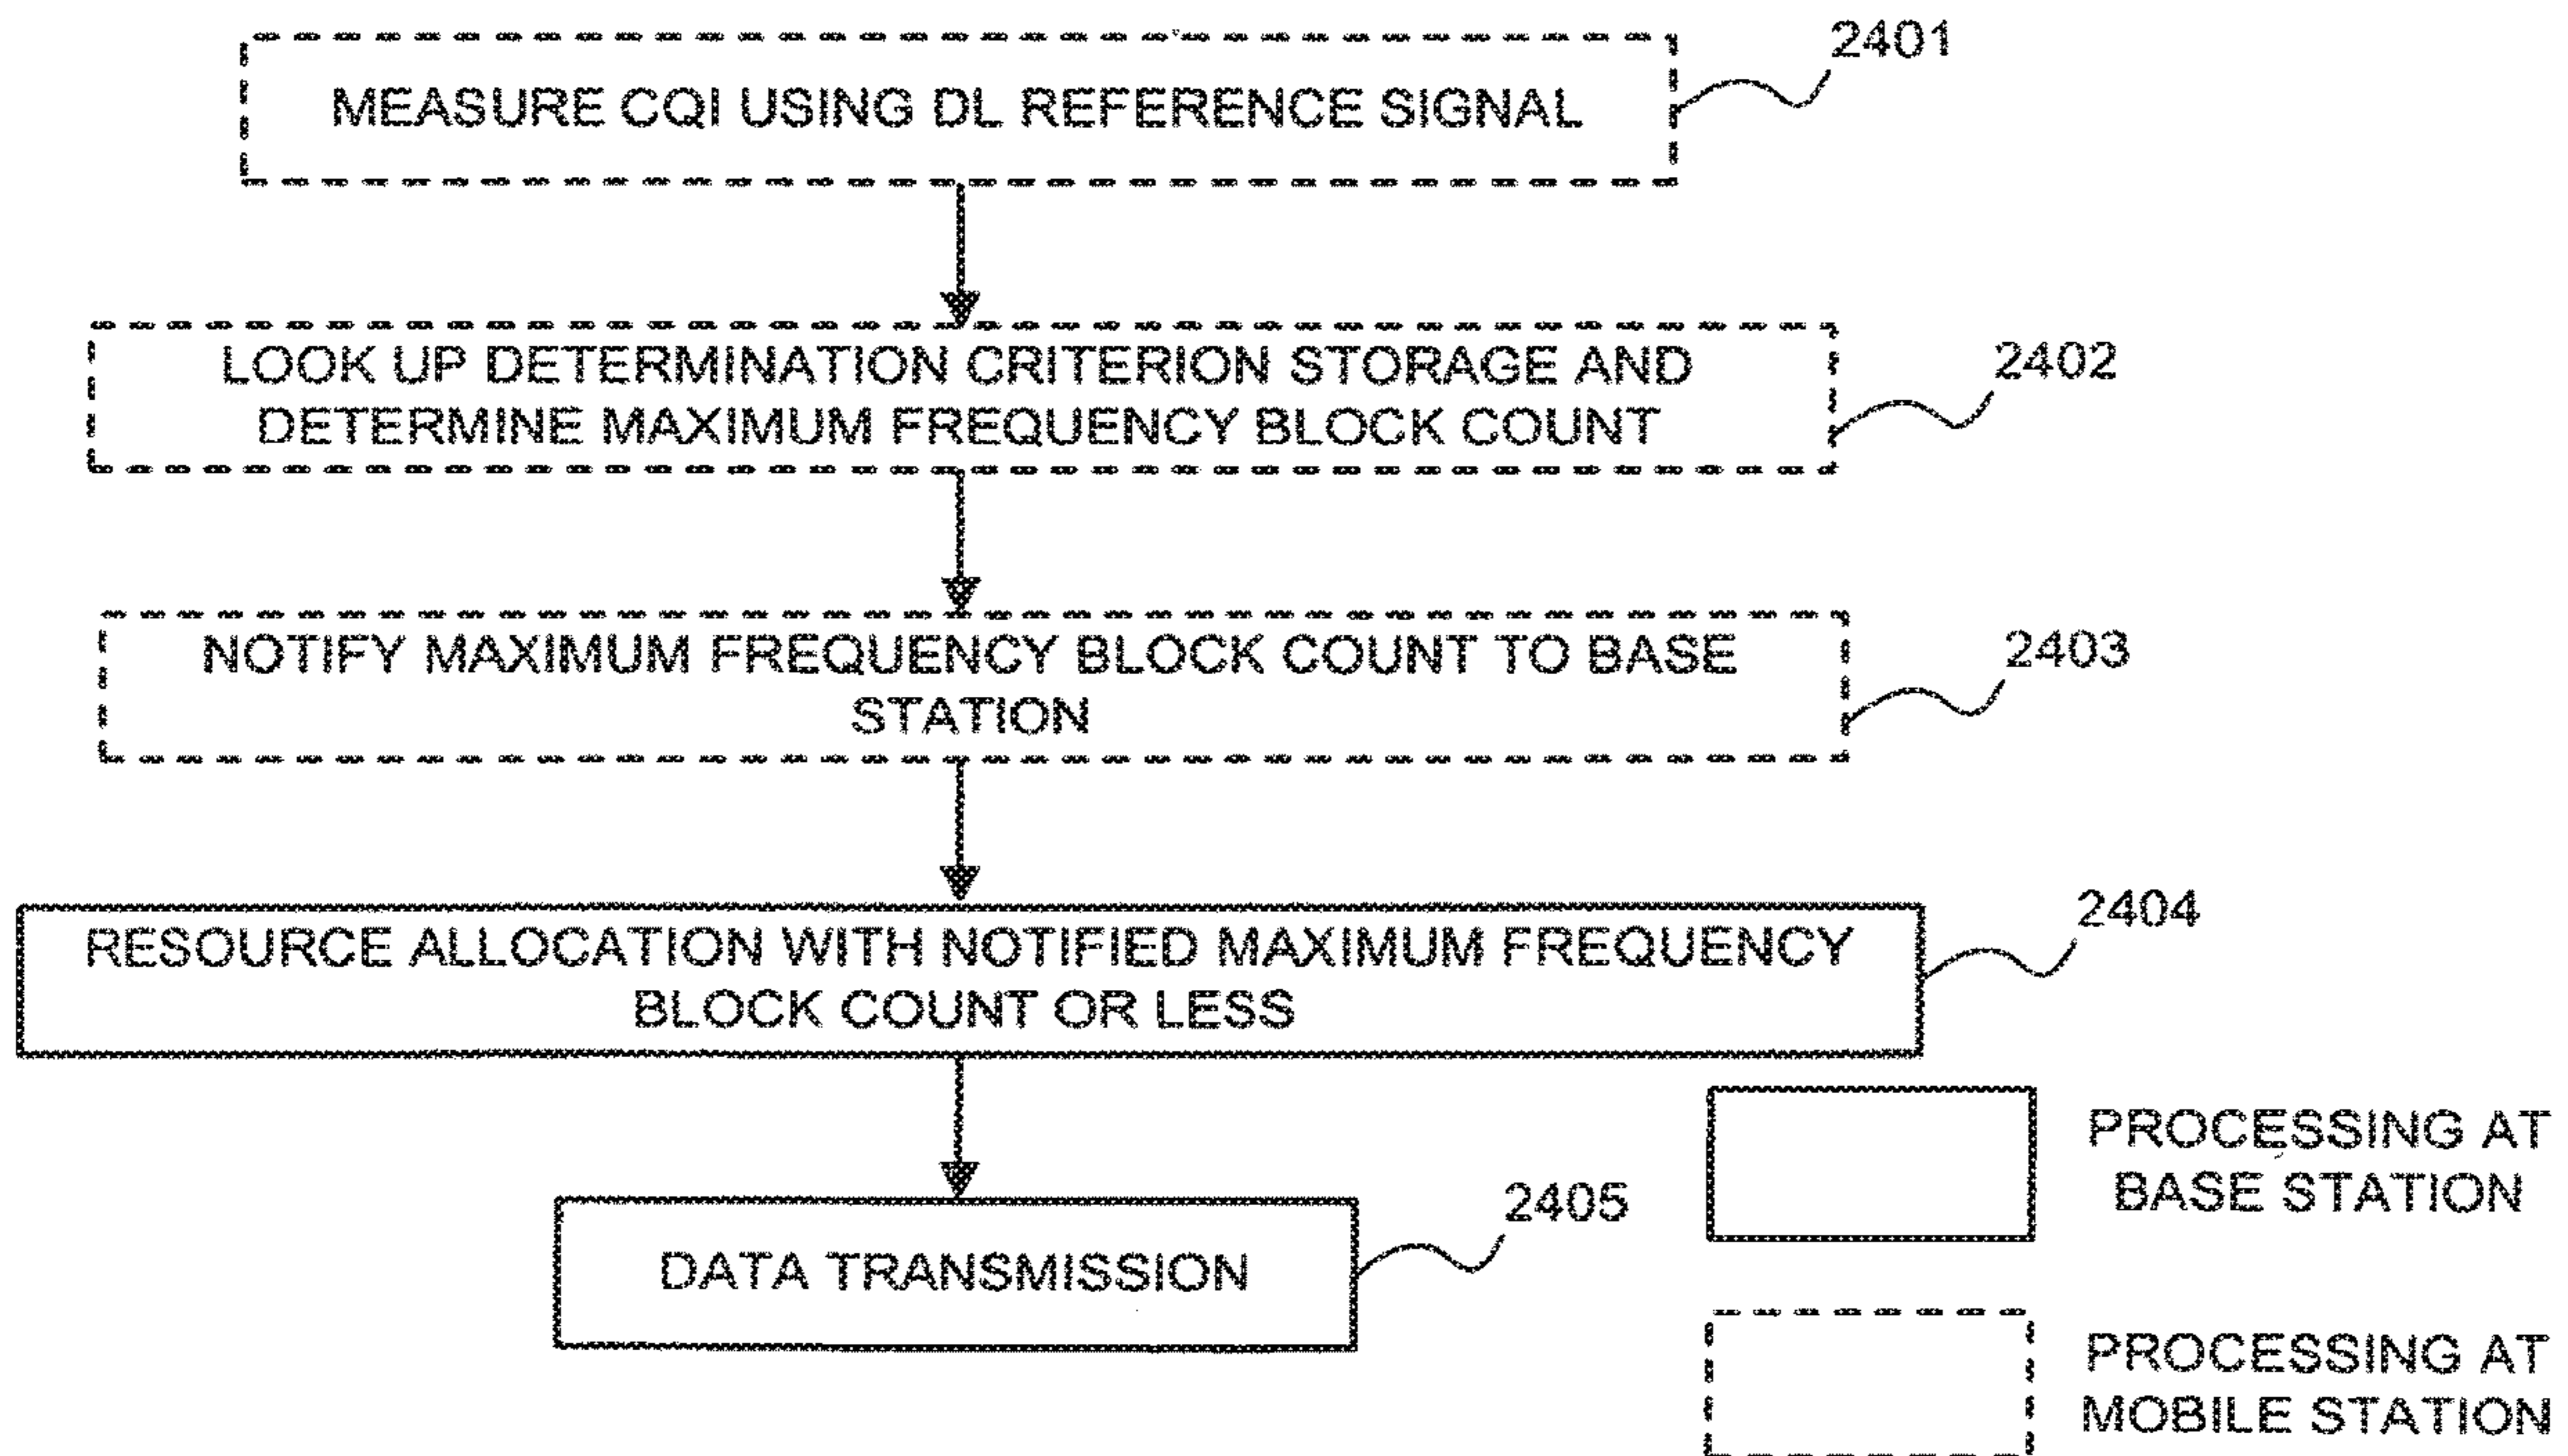 2401
MEASURE CQI USING DL REFERENCE SIGNAL
LOOK UP DETERMINATION CRITERION STORAGE AND
DETERMINE MAXIMUM FREQUENCY BLOCK COUNT
2402
NOTIFY MAXIMUM FREQUENCY BLOCK COUNT TO BASE
STATION
2403
RESOURCE ALLOCATION WITH NOTIFIED MAXIMUM FREQUENCY
BLOCK COUNT OR LESS
2404
DATA TRANSMISSION
2405
PROCESSING AT
BASE STATION
PROCESSING AT
MOBILE STATION